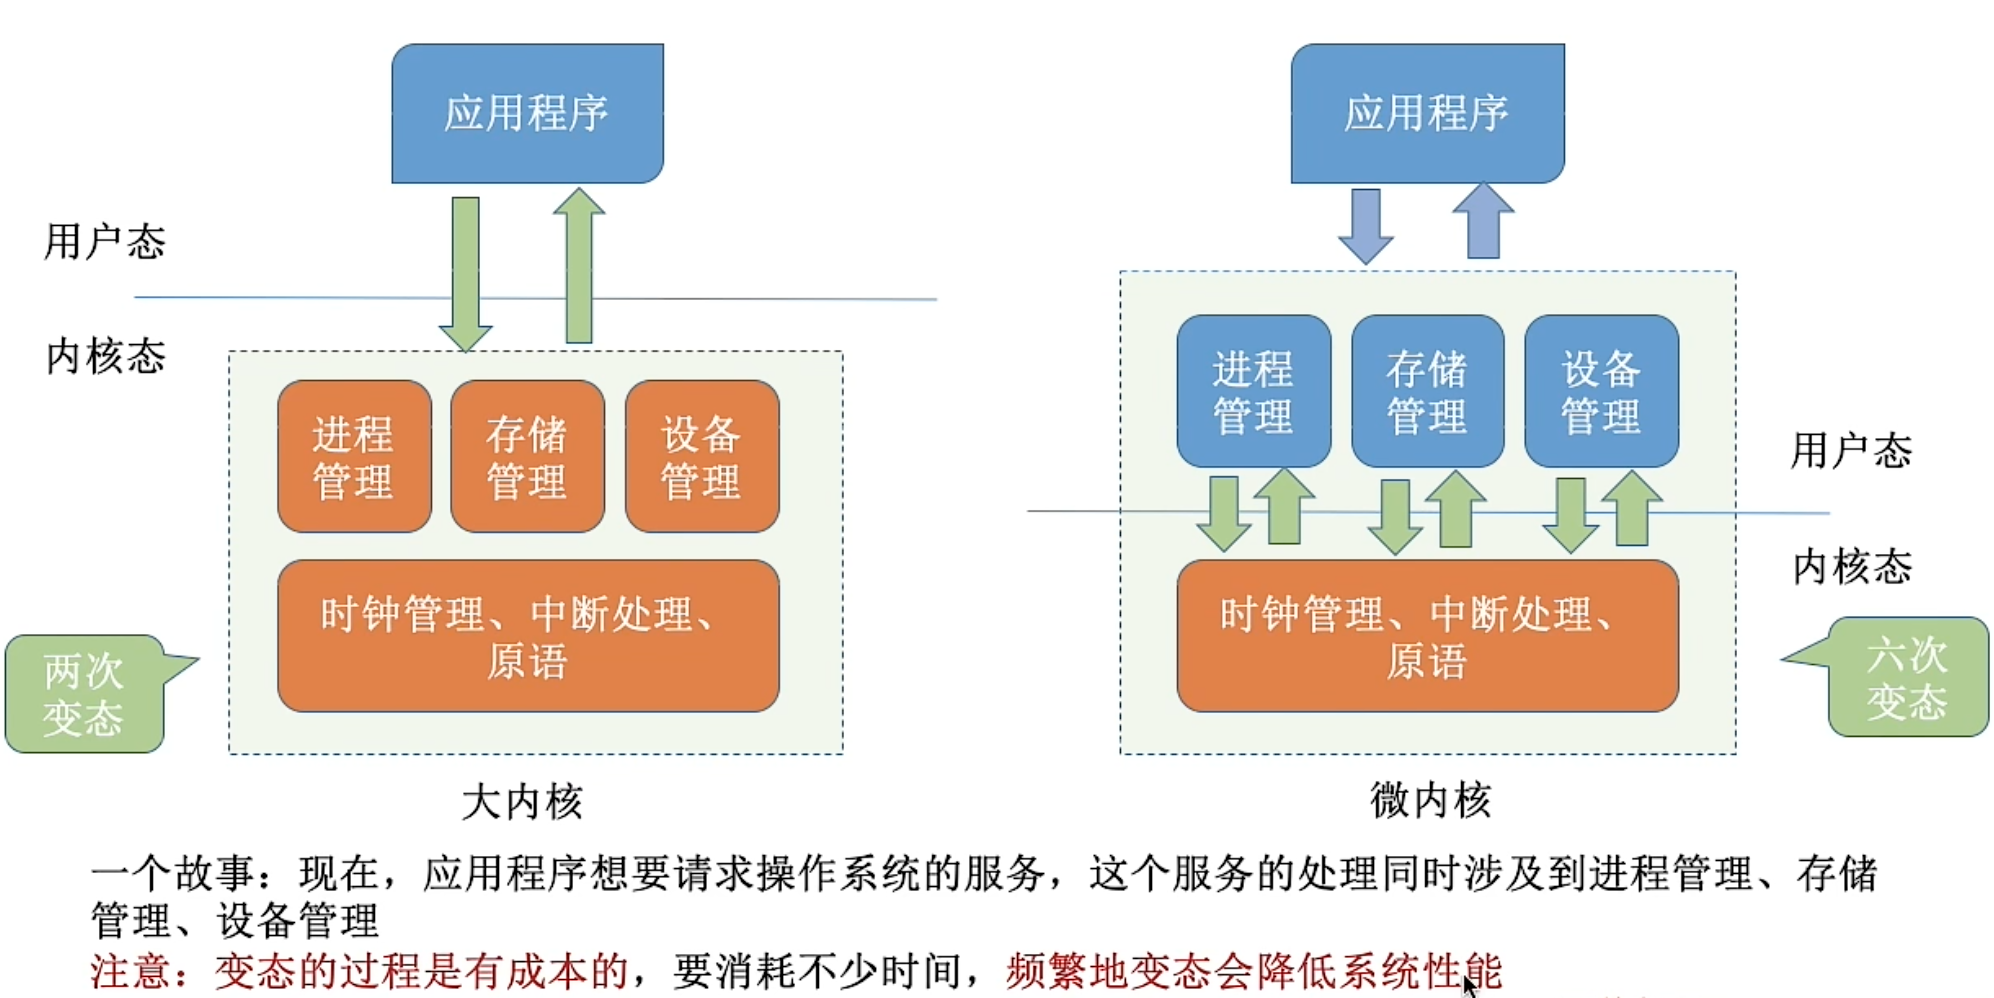 应用程序
用户态
内核态
进程
管理
存储
管理
设备
管理
时钟管理、中断处理、
原语
两次
变态
大内核
应用程序
进程
管理
存储
管理
设备
管理
用户态
内核态
时钟管理、中断处理、
原语
六次
变态
微内核
一个故事：现在，应用程序想要请求操作系统的服务，这个服务的处理同时涉及到进程管理、存储
管理、设备管理
注意：变态的过程是有成本的，要消耗不少时间，频繁地变态会降低系统性能